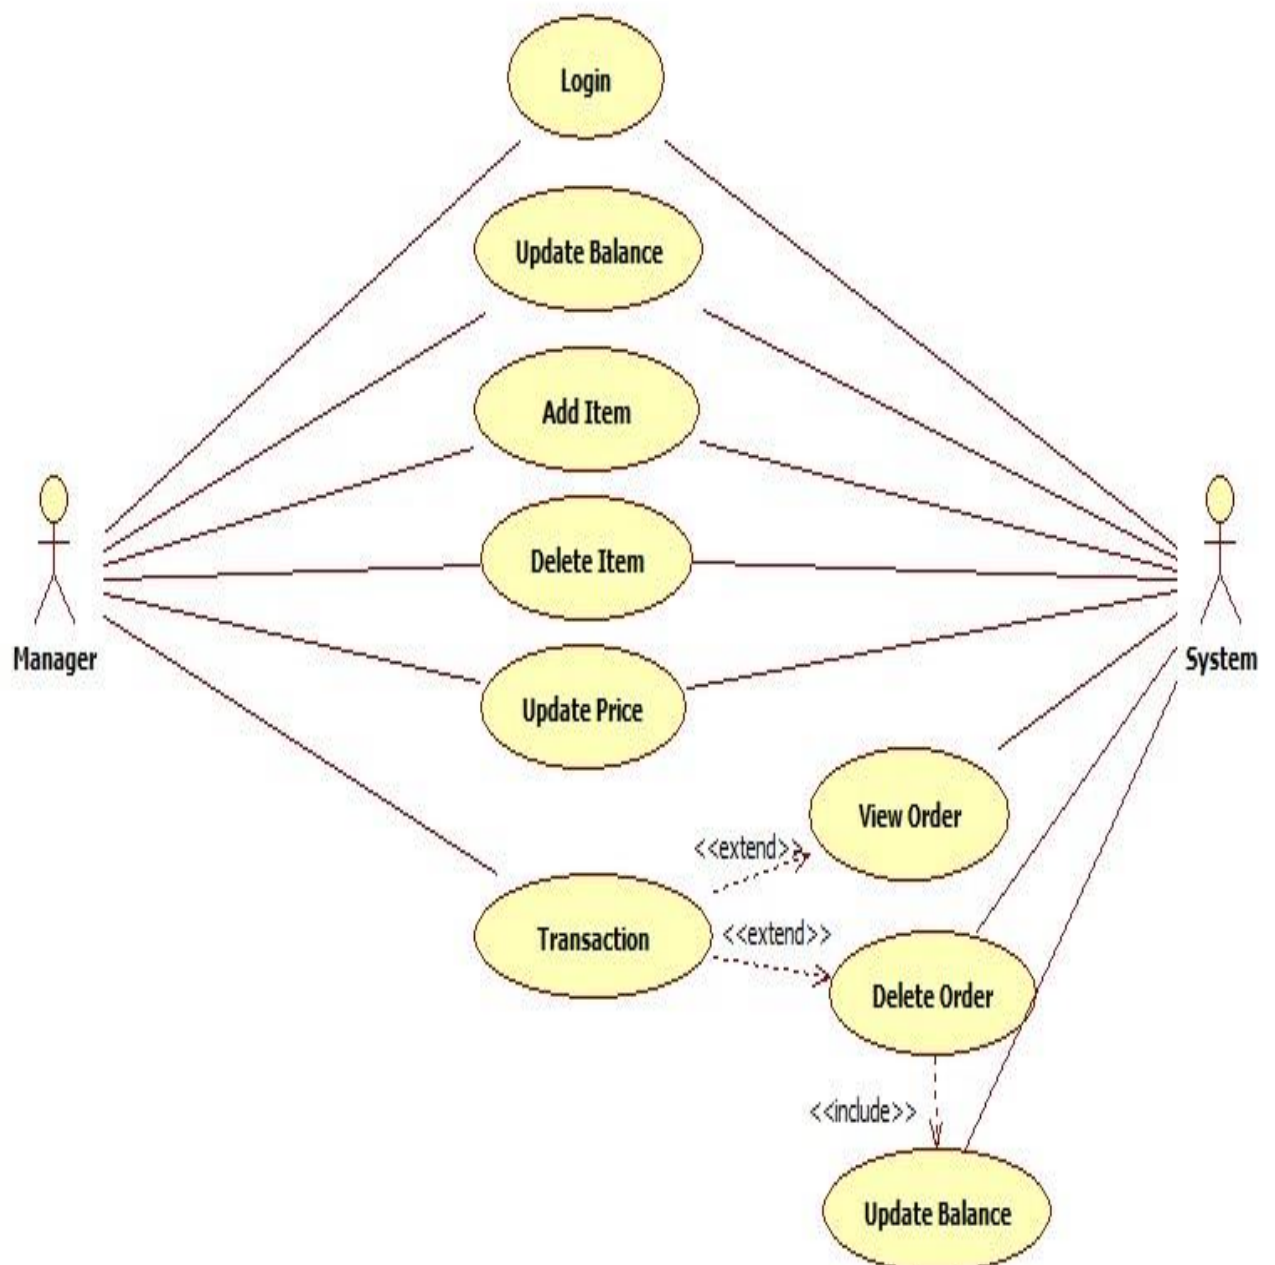 Login
Update Balance
Add Item
Delete Item
Manager
System
Update Price
View Order
<<extend>>
Transaction
<<extend>>
Delete Order
<<include>>
Update Balance